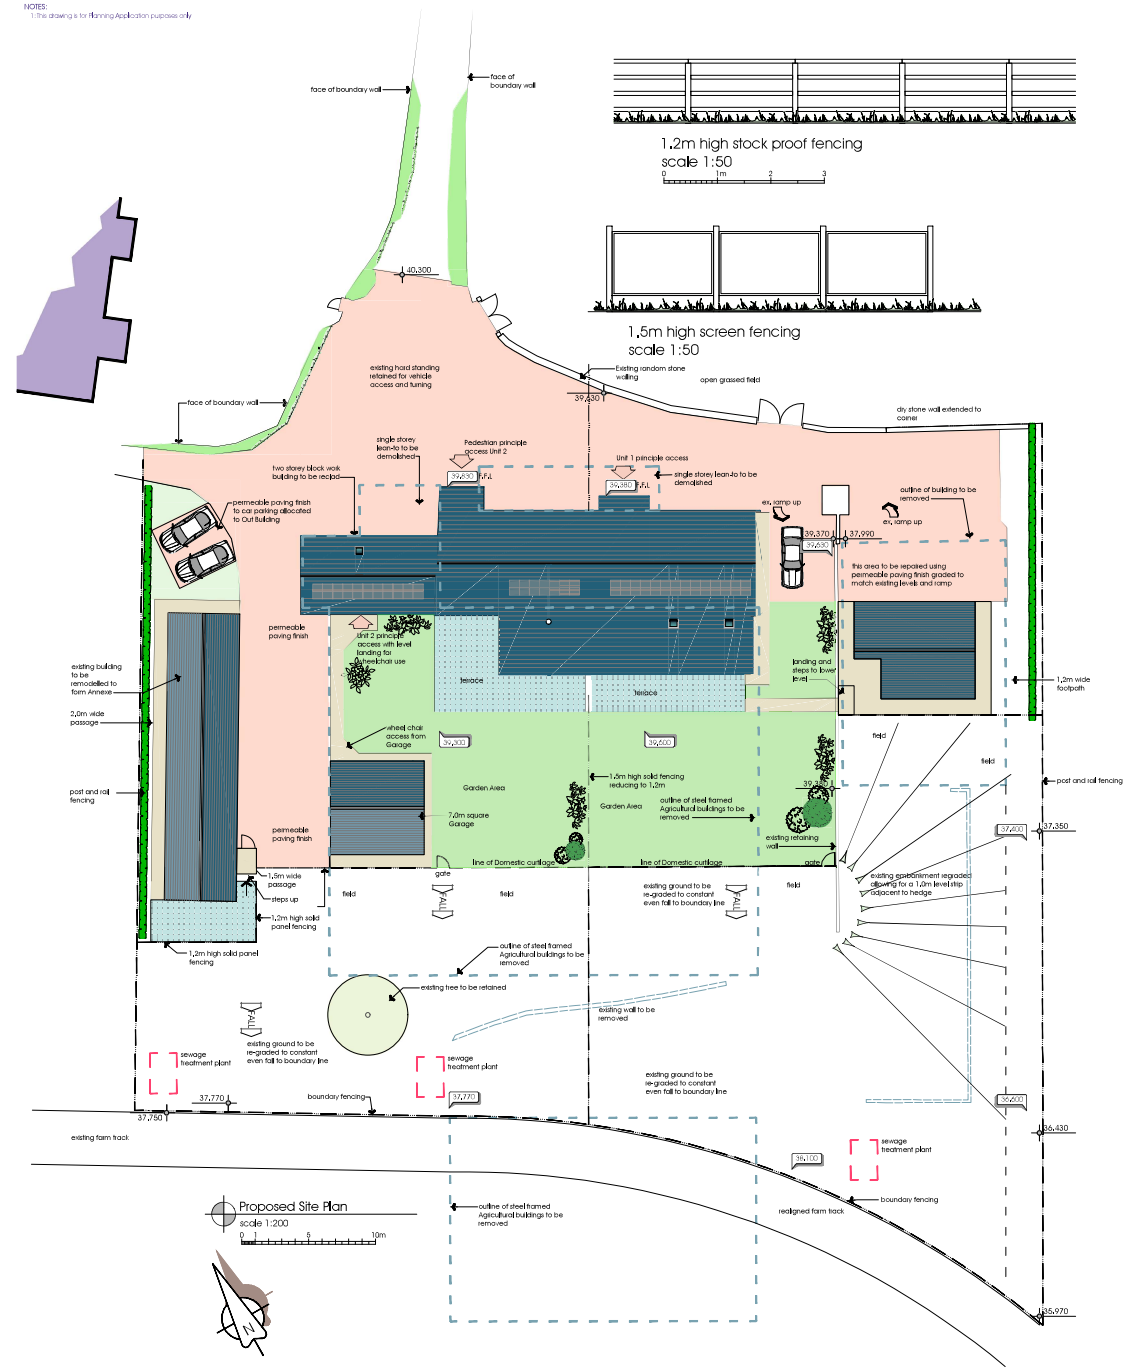 NOTES:
1: This drawing is for Planning Application purposes only
face of boundary wall
face of
boundary wall
1.2m high stock proof fencing
scale 1:50
0
1m
2
3
1.5m high screen fencing
scale 1:50
40.300
existing hard standing
retained for vehicle
access and turning
Existing random stone
walling
open grassed field
39.630
face of boundary wall
dry stone wall extended to
corner
single storey
lean-to to be
demolished
Pedestrian principle
access Unit 2
Unit 1 principle access
two storey block work
building to be reclad
39.830
F.F.L
39.380
F.F.L
single storey lean-to to be
demolished
permeable paving finish
to car parking allocated
to Out Building
ex. ramp up
ex. ramp up
outline of building to be
removed
39.370
37.990
39.630
this area to be repaired using
permeable paving finish graded to
match existing levels and ramp
permeable
paving finish
Unit 2 principle
access with level
landing for
wheelchair use
existing building
to be
remodelled to
form Annexe
landing and
steps to lower
level
terrace
terrace
1.2m wide
footpath
2.0m wide
passage
wheel chair
access from
Garage
39.300
39.600
field
field
post and rail
fencing
1.5m high solid fencing
reducing to 1.2m
post and rail fencing
Garden Area
Garden Area
outline of steel framed
Agricultural buildings to be
removed
7.0m square
Garage
permeable
paving finish
existing retaining
wall
37.400
37.350
line of Domestic curtilage
line of Domestic curtilage
gate
gate
1.5m wide
passage
steps up
field
field
field
existing ground to be
re-graded to constant
even fall to boundary line
existing embankment regraded
allowing for a 1.0m level strip
adjacent to hedge
FALL
FALL
1.2m high solid
panel fencing
1.2m high solid panel
fencing
outline of steel framed
Agricultural buildings to be
removed
existing tree to be retained
existing wall to be
removed
FALL
existing ground to be
re-graded to constant
even fall to boundary line
sewage
treatment plant
sewage
treatment plant
existing ground to be
re-graded to constant
even fall to boundary line
37.770
boundary fencing
37.770
37.750
36.600
36.430
existing farm track
sewage
treatment plant
38.100
boundary fencing
realigned farm track
outline of steel framed
Agricultural buildings to be
removed
Proposed Site Plan
scale 1:200
0
1
5
10m
35.970
N